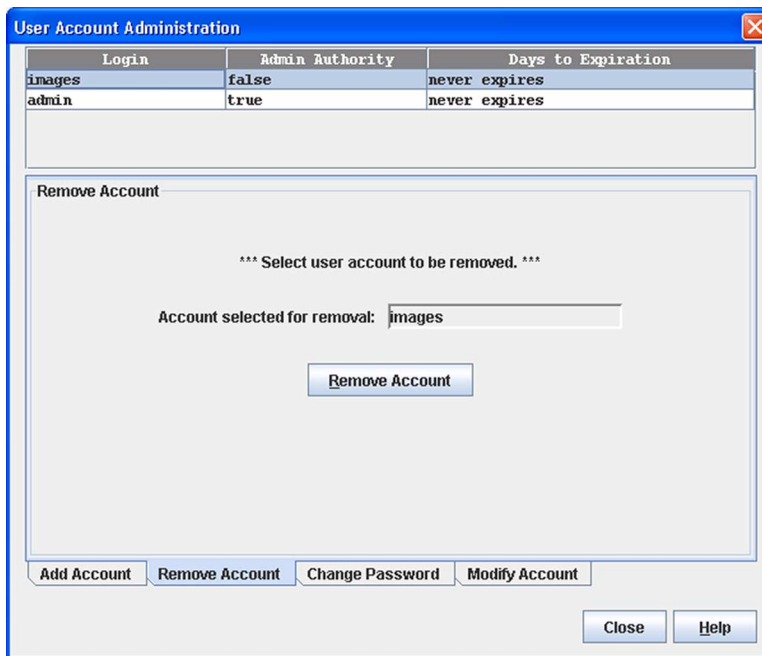 User Account Administration
Login Admin Authority Days to Expiration
images false never expires
admin true never expires
Remove Account
*** Select user account to be removed. ***
Account selected for removal: images
Remove Account
Add Account Remove Account Change Password Modify Account
Close Help